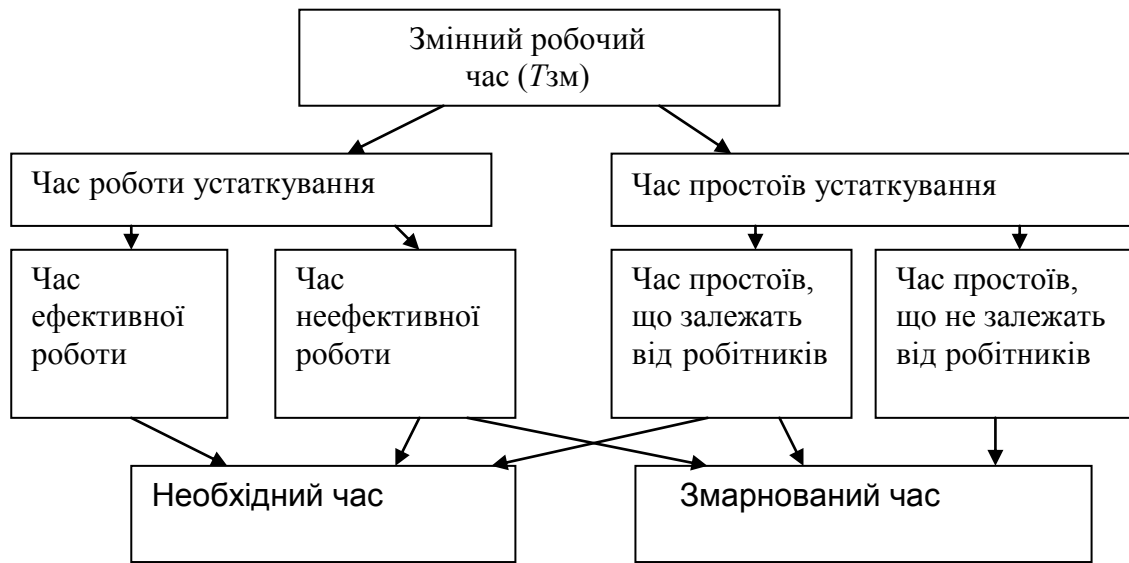 Змінний робочий
час (Тзм)
Час роботи устаткування
Час простоїв устаткування
Час
ефективної
роботи
Час
неефективної
роботи
Час простоїв,
що залежать
від робітників
Час простоїв,
що не залежать
від робітників
Необхідний час
Змарнований час